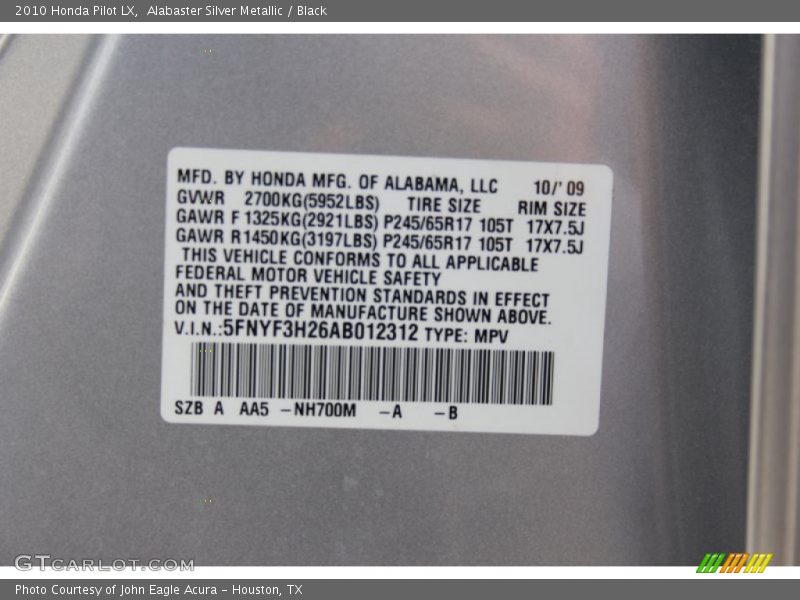 2010 Honda Pilot LX, Alabaster Silver Metallic / Black
MFD. BY HONDA MFG. OF ALABAMA, LLC 10/' 09
GVWR 2700KG(5952LBS) TIRE SIZE RIM SIZE
GAWR F 1325KG(2921LBS) P245/65R17 105T 17X7.5J
GAWR R1450KG(3197LBS) P245/65R17 105T 17X7.5J
THIS VEHICLE CONFORMS TO ALL APPLICABLE
FEDERAL MOTOR VEHICLE SAFETY
AND THEFT PREVENTION STANDARDS IN EFFECT
ON THE DATE OF MANUFACTURE SHOWN ABOVE.
V.I.N.:5FNYF3H26AB012312 TYPE: MPV
SZB A AA5 -NH700M -A -B
GTCARLOT.COM
Photo Courtesy of John Eagle Acura - Houston, TX